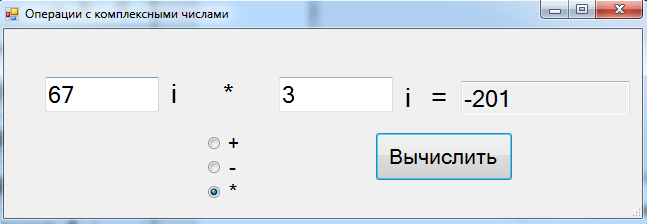 Операции с комплексными числами
67 i * 3 i = -201
+
-
*
Вычислить